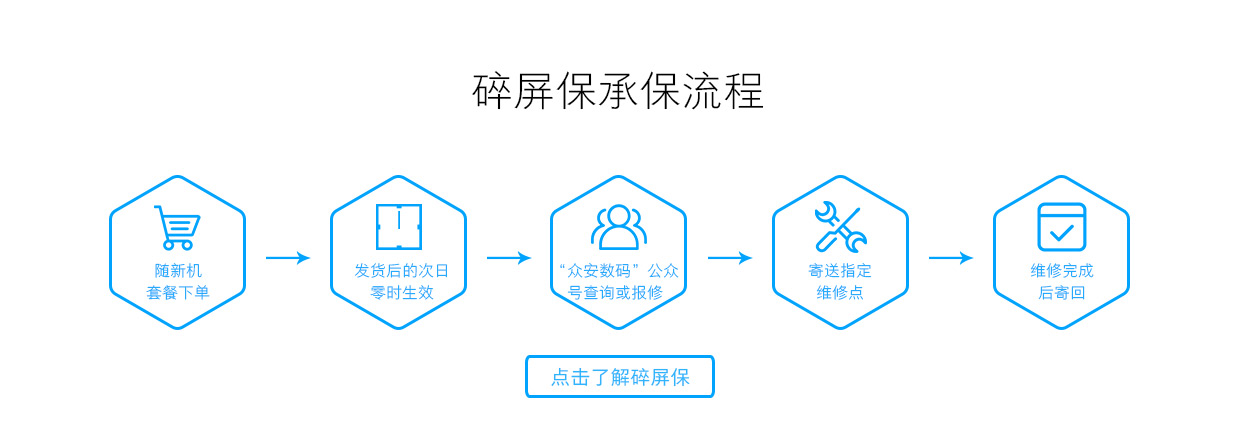 碎屏保承保流程
随新机
套餐下单
发货后的次日
零时生效
“众安数码”公众
号查询或报修
寄送指定
维修点
维修完成
后寄回
点击了解碎屏保